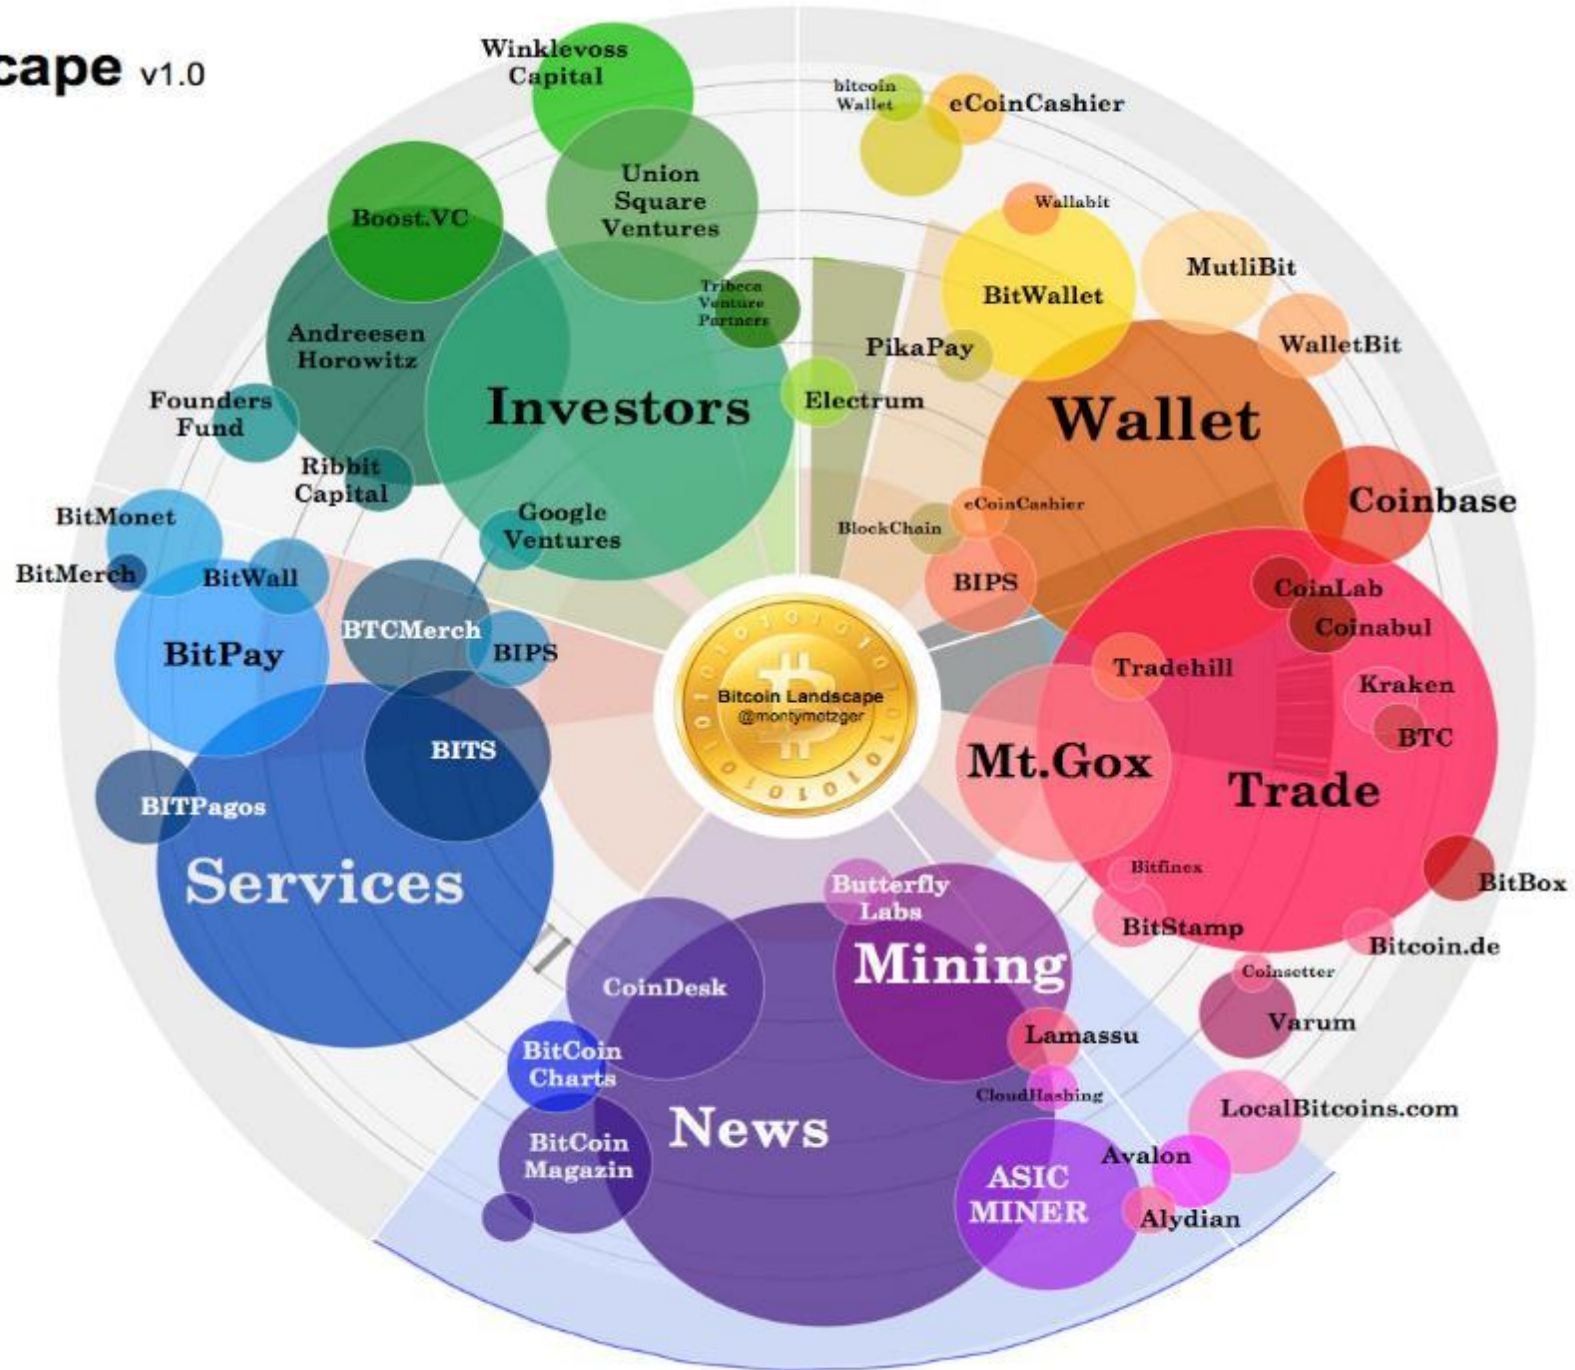 cape v1.0
Winklevoss
Capital
bitcoin
Wallet
eCoinCashier
Union
Square
Ventures
Boost.VC
Wallabit
MutliBit
BitWallet
Tribeca
Venture
Partners
Andreesen
Horowitz
PikaPay
WalletBit
Founders
Fund
Investors
Electrum
Wallet
Ribbit
Capital
Google
Ventures
eCoinCashier
BlockChain
Coinbase
BitMonet
BitMerch
BitWall
BIPS
CoinLab
Coinabul
BTCMerch
BIPS
BitPay
Tradehill
Kraken
BTC
Bitcoin Landscape
@montymetzger
BITS
Mt.Gox
Trade
BITPagos
Services
Butterfly
Labs
Bitfinex
BitStamp
BitBox
Bitcoin.de
Mining
CoinDesk
Coinsetter
Varum
Lamassu
BitCoin
Charts
CloudHashing
LocalBitcoins.com
News
BitCoin
Magazin
Avalon
ASIC
MINER
Alydian